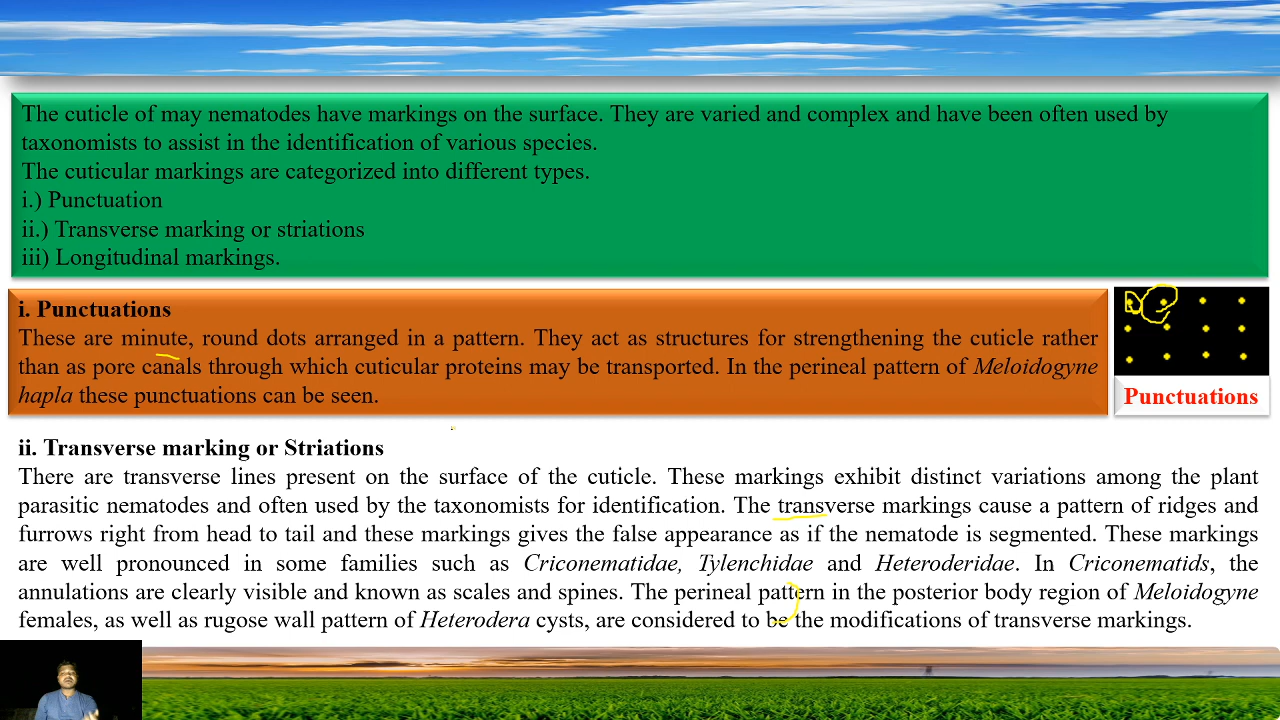 The cuticle of may nematodes have markings on the surface. They are varied and complex and have been often used by
taxonomists to assist in the identification of various species.
The cuticular markings are categorized into different types.
i.) Punctuation
ii.) Transverse marking or striations
iii) Longitudinal markings.
i. Punctuations
These are minute, round dots arranged in a pattern. They act as structures for strengthening the cuticle rather
than as pore canals through which cuticular proteins may be transported. In the perineal pattern of Meloidogyne
hapla these punctuations can be seen.
Punctuations
ii. Transverse marking or Striations
There are transverse lines present on the surface of the cuticle. These markings exhibit distinct variations among the plant
parasitic nematodes and often used by the taxonomists for identification. The transverse markings cause a pattern of ridges and
furrows right from head to tail and these markings gives the false appearance as if the nematode is segmented. These markings
are well pronounced in some families such as Criconematidae, Tylenchidae and Heteroderidae. In Criconematids, the
annulations are clearly visible and known as scales and spines. The perineal pattern in the posterior body region of Meloidogyne
females, as well as rugose wall pattern of Heterodera cysts, are considered to be the modifications of transverse markings.